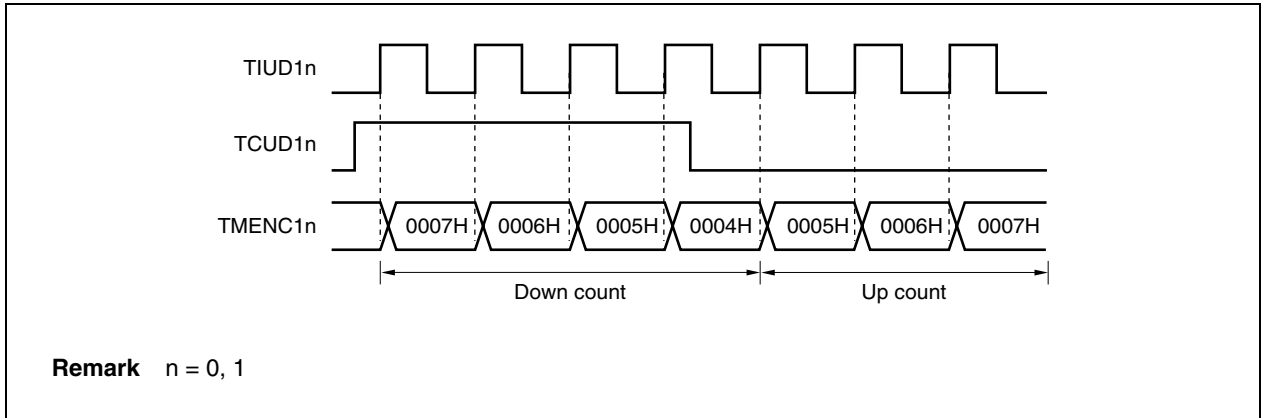 TIUD1n
TCUD1n
TMENC1n 0007H 0006H 0005H 0004H 0005H 0006H 0007H
Down count Up count
Remark n = 0, 1